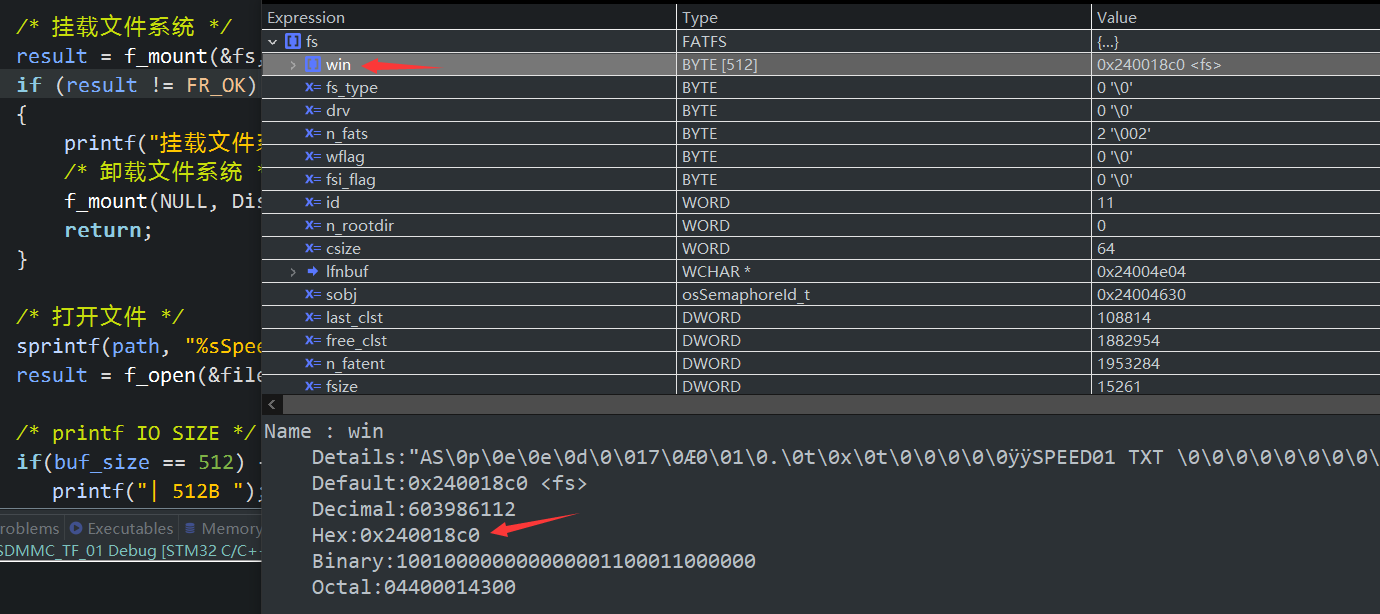 /* 挂载文件系统 */
result = f_mount(&fs,
if (result != FR_OK)
{
printf("挂载文件
/* 卸载文件系统 *
f_mount(NULL, Dis
return;
}
/* 打开文件 */
sprintf(path, "%sSpee
result = f_open(&file
/* printf IO SIZE */
if(buf_size == 512) {
printf("| 512B ");
roblems Executables Memory
SDMMC_TF_01 Debug [STM32 C/C+
Expression Type Value
fs FATFS {...}
win BYTE [512] 0x240018c0 <fs>
x= fs_type BYTE 0 '\0'
x= drv BYTE 0 '\0'
x= n_fats BYTE 2 '\002'
x= wflag BYTE 0 '\0'
x= fsi_flag BYTE 0 '\0'
x= id WORD 11
x= n_rootdir WORD 0
x= csize WORD 64
lfnbuf WCHAR * 0x24004e04
x= sobj osSemaphoreId_t 0x24004630
x= last_clst DWORD 108814
x= free_clst DWORD 1882954
x= n_fatent DWORD 1953284
x= fsize DWORD 15261
Name : win
Details:"AS\0p\0e\0e\0d\0\017\0Æ0\01\0.\0t\0x\0t\0\0\0\0\0ÿÿSPEED01 TXT \0\0\0\0\0\0\0\
Default:0x240018c0 <fs>
Decimal:603986112
Hex:0x240018c0
Binary:100100000000000001100011000000
Octal:04400014300